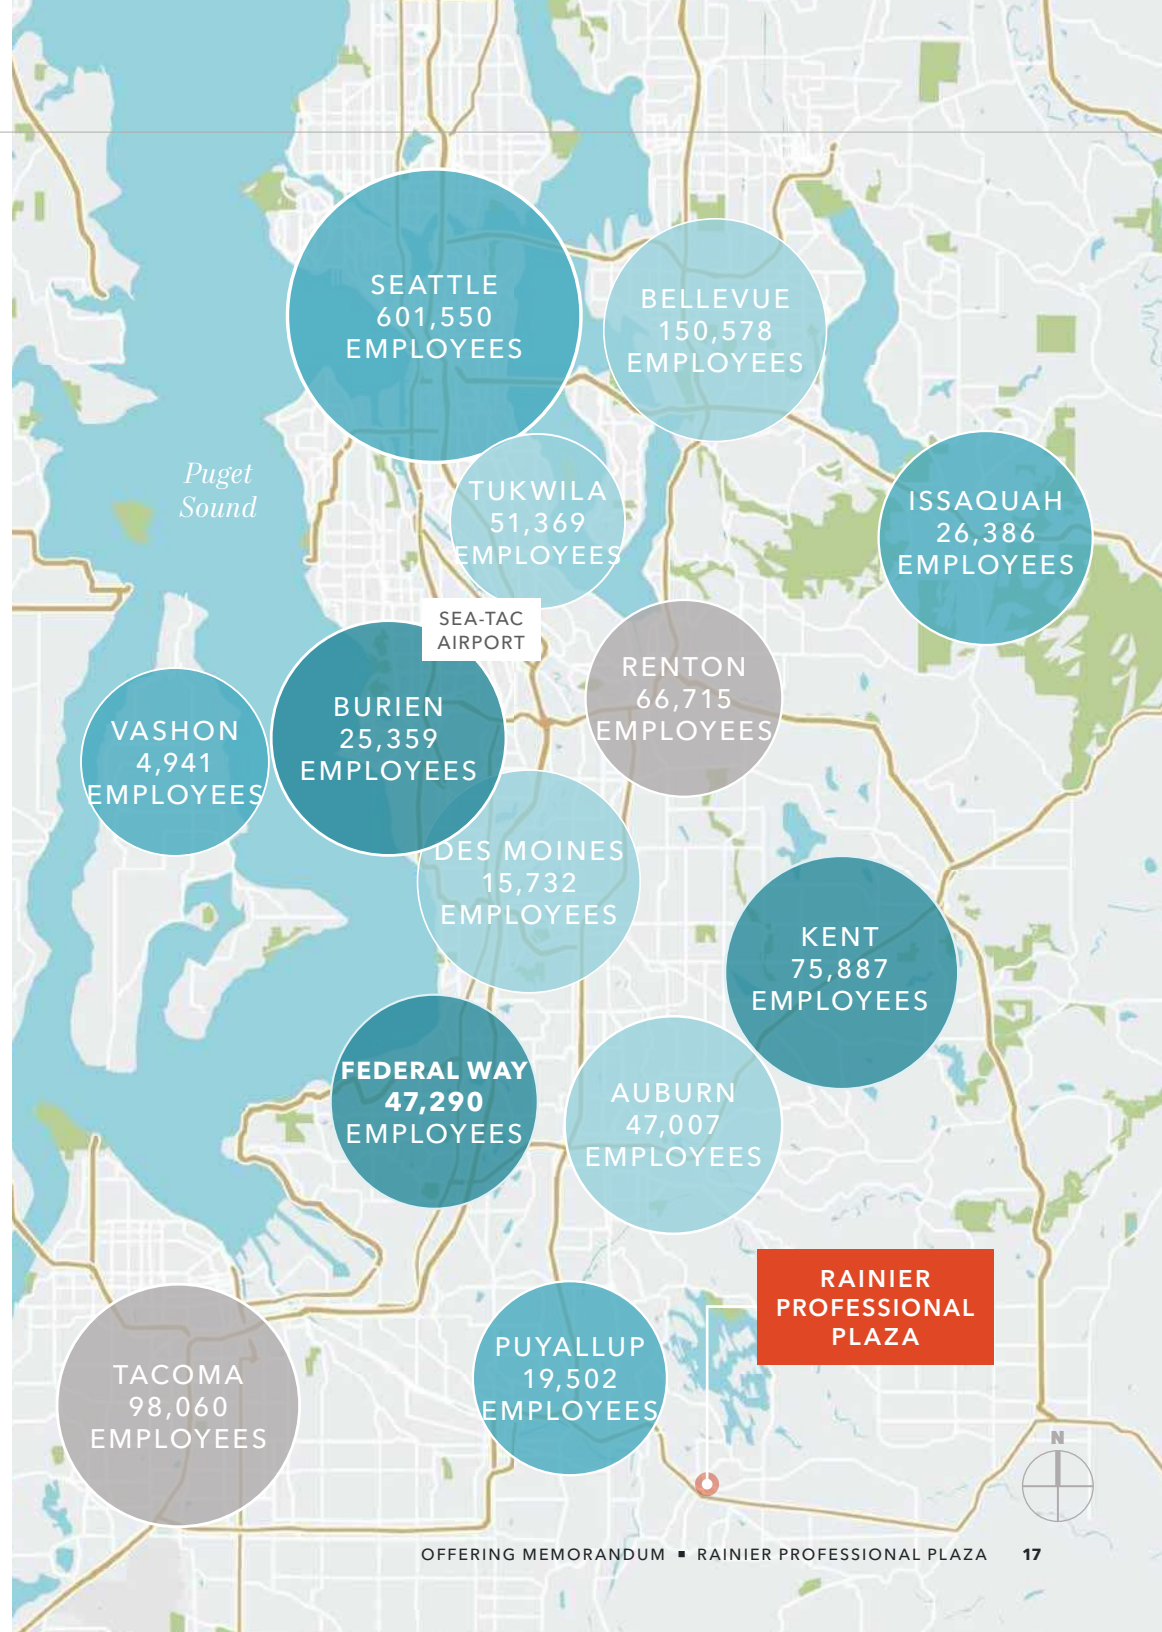 SEATTLE
601,550
EMPLOYEES
BELLEVUE
150,578
EMPLOYEES
Puget
Sound
TUKWILA
51,369
EMPLOYEES
ISSAQUAH
26,386
EMPLOYEES
SEA-TAC
AIRPORT
RENTON
66,715
EMPLOYEES
BURIEN
25,359
EMPLOYEES
VASHON
4,941
EMPLOYEES
DES MOINES
15,732
EMPLOYEES
KENT
75,887
EMPLOYEES
FEDERAL WAY
47,290
EMPLOYEES
AUBURN
47,007
EMPLOYEES
RAINIER
PROFESSIONAL
PLAZA
PUYALLUP
19,502
EMPLOYEES
TACOMA
98,060
EMPLOYEES
N
OFFERING MEMORANDUM ▪ RAINIER PROFESSIONAL PLAZA 17